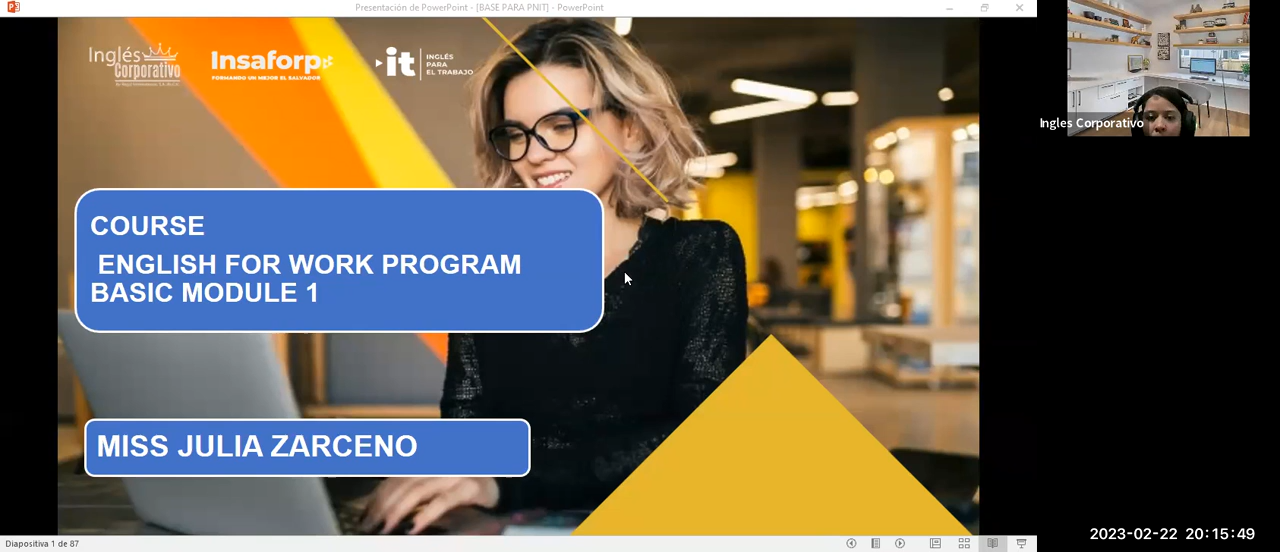 Presentación de PowerPoint - [BASE PARA PNIT] - PowerPoint
Inglés
Corporativo
Insaforp
FORMANDO UN MEJOR EL SALVADOR
it
INGLÉS
PARA
EL TRABAJO
Ingles Corporativo
COURSE
ENGLISH FOR WORK PROGRAM
BASIC MODULE 1
MISS JULIA ZARCENO
2023-02-22 20:15:49
Diapositiva 1 de 87